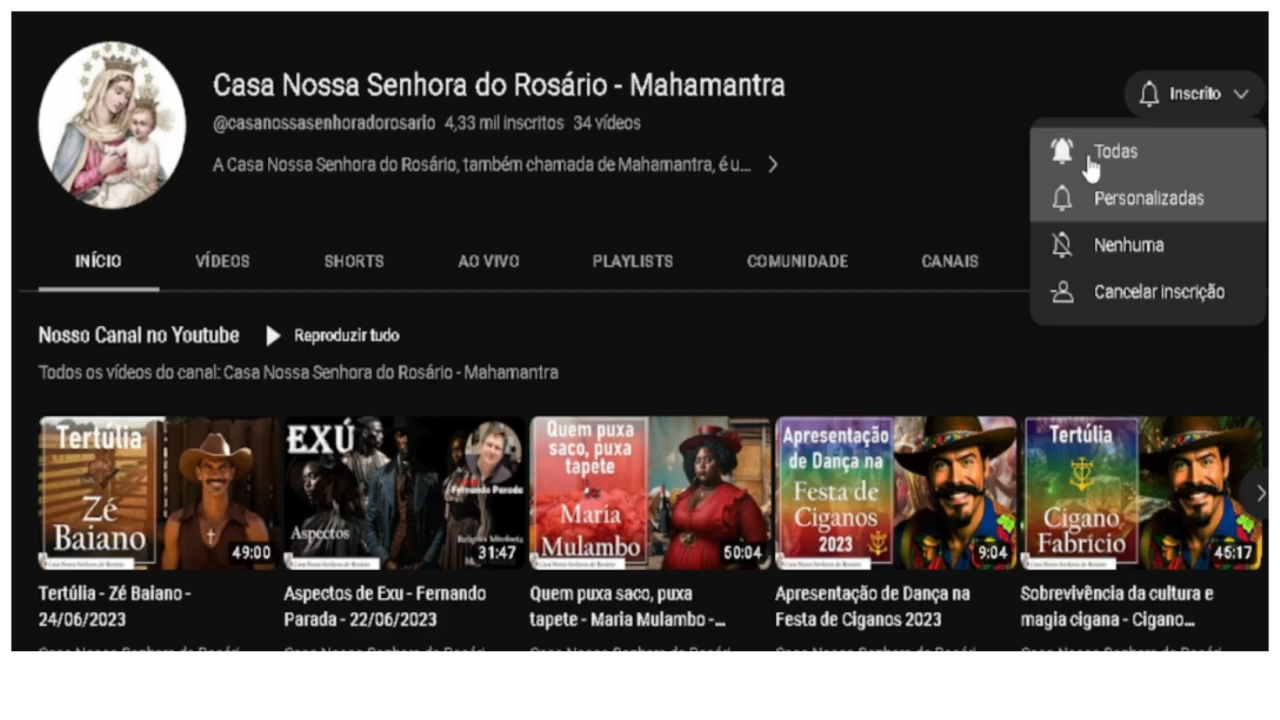 Casa Nossa Senhora do Rosário - Mahamantra
@casanossasenhoradorosario 4,33 mil inscritos 34 vídeos
A Casa Nossa Senhora do Rosário, também chamada de Mahamantra, é u...
Inscrito
Todas
Personalizadas
Nenhuma
Cancelar inscrição
INÍCIO VÍDEOS SHORTS AO VIVO PLAYLISTS COMUNIDADE CANAIS
Nosso Canal no Youtube Reproduzir tudo
Todos os vídeos do canal: Casa Nossa Senhora do Rosário - Mahamantra
Tertúlia
Zé
Baiano
49:00
EXÚ
Fernando Parada
Aspectos
31:47
Quem puxa
saco, puxa
tapete
Maria
Mulambo
50:04
Apresentação
de Dança na
Festa de
Ciganos
2023
9:04
Tertúlia
Cigano
Fabricio
45:17
Tertúlia - Zé Baiano -
24/06/2023
Aspectos de Exu - Fernando
Parada - 22/06/2023
Quem puxa saco, puxa
tapete - Maria Mulambo -...
Apresentação de Dança na
Festa de Ciganos 2023
Sobrevivência da cultura e
magia cigana - Cigano...